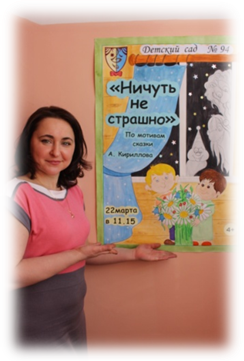 Детский сад № 94
«Ничуть
не
страшно»
По мотивам
сказки
А. Кириллова
22марта
в 11.15